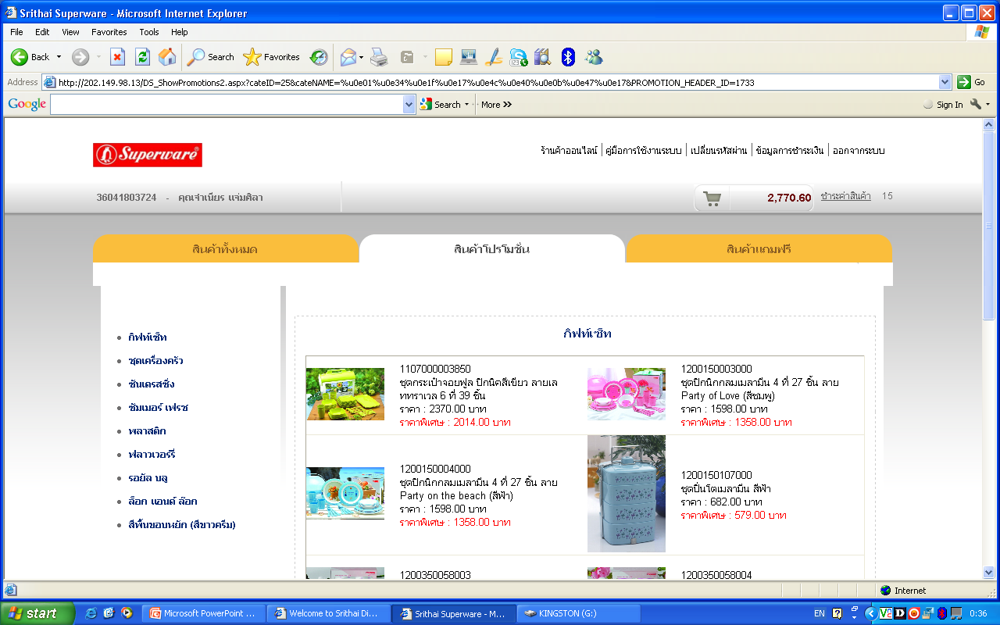 Srithai Superware - Microsoft Internet Explorer
File Edit View Favorites Tools Help
Back Search Favorites
Address http://202.149.98.13/DS_ShowPromotions2.aspx?cateID=25&cateNAME=%u0e01%u0e34%u0e1f%u0e17%u0e4c%u0e40%u0e0b%u0e47%u0e17&PROMOTION_HEADER_ID=1733 Go
Google Search More Sign In
Superware
ร้านค้าออนไลน์ คู่มือการใช้งานระบบ เปลี่ยนรหัสผ่าน ข้อมูลการชำระเงิน ออกจากระบบ
36041803724 - คุณจำเนียร แจ่มศิลา 2,770.60 ชำระค่าสินค้า 15
สินค้าทั้งหมด สินค้าโปรโมชั่น สินค้าแถมฟรี
กิฟท์เซ็ท
ชุดเครื่องครัว
ซันเดรสซิ่ง
ซัมเมอร์ เฟรช
พลาสติก
ฟลาวเวอร์รี่
รอยัล บลู
ล็อก แอนด์ ล๊อก
สีพื้นขอบหยัก (สีขาวครีม)
กิฟท์เซ็ท
1107000003850
ชุดกระเป๋าจอยฟูล ปิกนิคสีเขียว ลายเล
ททราเวล 6 ที่ 39 ชิ้น
ราคา : 2370.00 บาท
ราคาพิเศษ : 2014.00 บาท
1200150003000
ชุดปิกนิกกลมเมลามีน 4 ที่ 27 ชิ้น ลาย
Party of Love (สีชมพู)
ราคา : 1598.00 บาท
ราคาพิเศษ : 1358.00 บาท
1200150004000
ชุดปิกนิกกลมเมลามีน 4 ที่ 27 ชิ้น ลาย
Party on the beach (สีฟ้า)
ราคา : 1598.00 บาท
ราคาพิเศษ : 1358.00 บาท
1200150107000
ชุดปิ่นโตเมลามีน สีฟ้า
ราคา : 682.00 บาท
ราคาพิเศษ : 579.00 บาท
1200350058003
1200350058004
Internet
start Microsoft PowerPoint ... Welcome to Srithai Di... Srithai Superware - M... KINGSTON (G:) EN 0:36